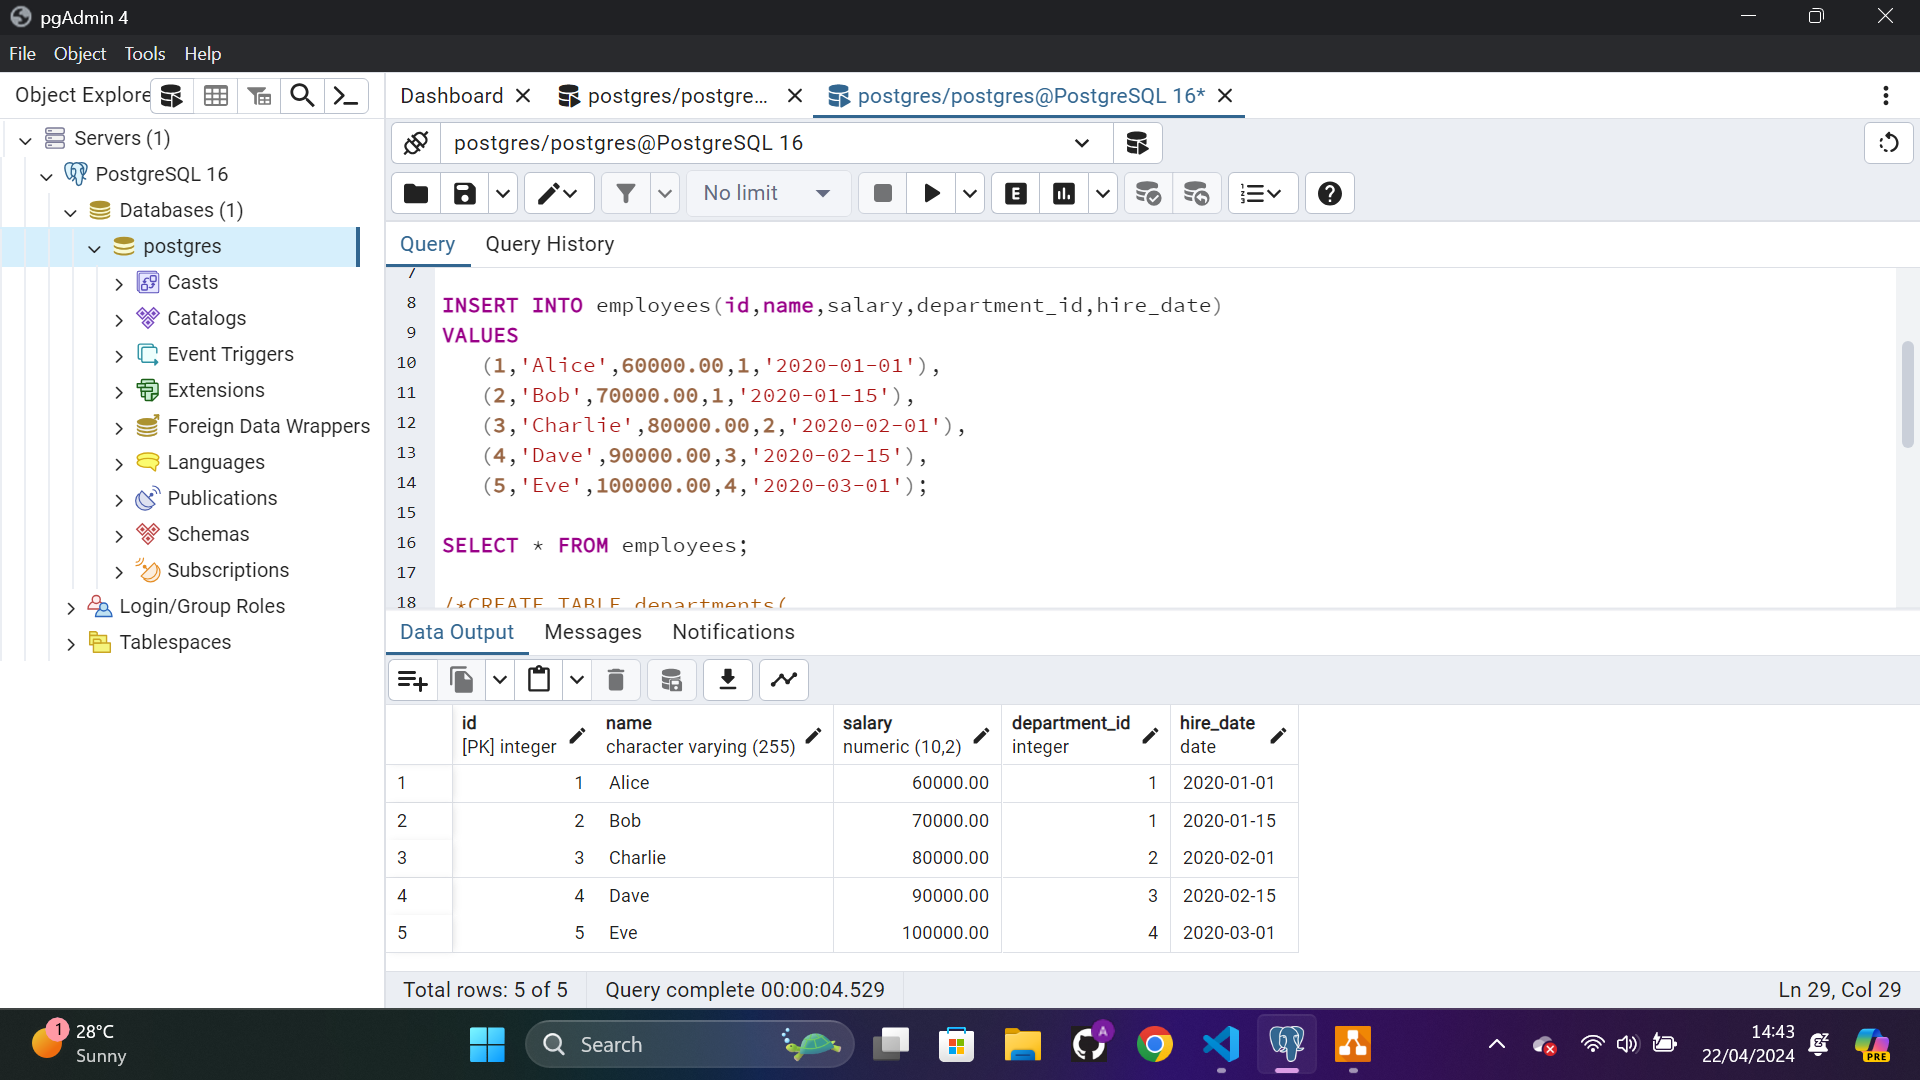 pgAdmin 4
File Object Tools Help
Object Explore
Dashboard
postgres/postgre...
postgres/postgres@PostgreSQL 16*
Servers (1)
PostgreSQL 16
Databases (1)
postgres
Casts
Catalogs
Event Triggers
Extensions
Foreign Data Wrappers
Languages
Publications
Schemas
Subscriptions
Login/Group Roles
Tablespaces
postgres/postgres@PostgreSQL 16
No limit
E
Query Query History
7
8 INSERT INTO employees(id,name,salary,department_id,hire_date)
9 VALUES
10 (1,'Alice',60000.00,1,'2020-01-01'),
11 (2,'Bob',70000.00,1,'2020-01-15'),
12 (3,'Charlie',80000.00,2,'2020-02-01'),
13 (4,'Dave',90000.00,3,'2020-02-15'),
14 (5,'Eve',100000.00,4,'2020-03-01');
15
16 SELECT * FROM employees;
17
18 /*CREATE TABLE departments(
Data Output Messages Notifications
id name salary department_id hire_date
[PK] integer character varying (255) numeric (10,2) integer date
1 1 Alice 60000.00 1 2020-01-01
2 2 Bob 70000.00 1 2020-01-15
3 3 Charlie 80000.00 2 2020-02-01
4 4 Dave 90000.00 3 2020-02-15
5 5 Eve 100000.00 4 2020-03-01
Total rows: 5 of 5 Query complete 00:00:04.529 Ln 29, Col 29
1
28°C
Sunny
Search
A
14:43
22/04/2024
PRE